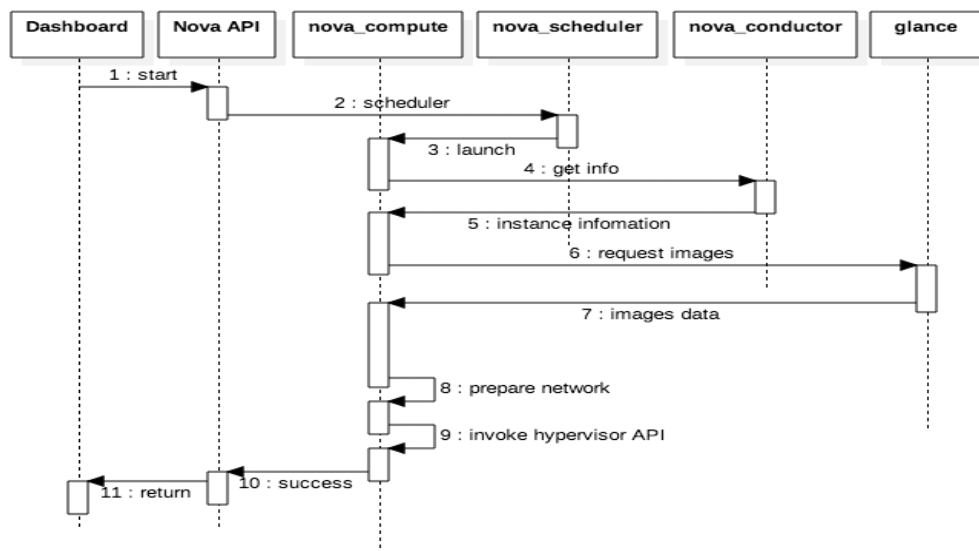 Dashboard
Nova API
nova_compute
nova_scheduler
nova_conductor
glance
1 : start
2 : scheduler
3 : launch
4 : get info
5 : instance infomation
6 : request images
7 : images data
8 : prepare network
9 : invoke hypervisor API
10 : success
11 : return